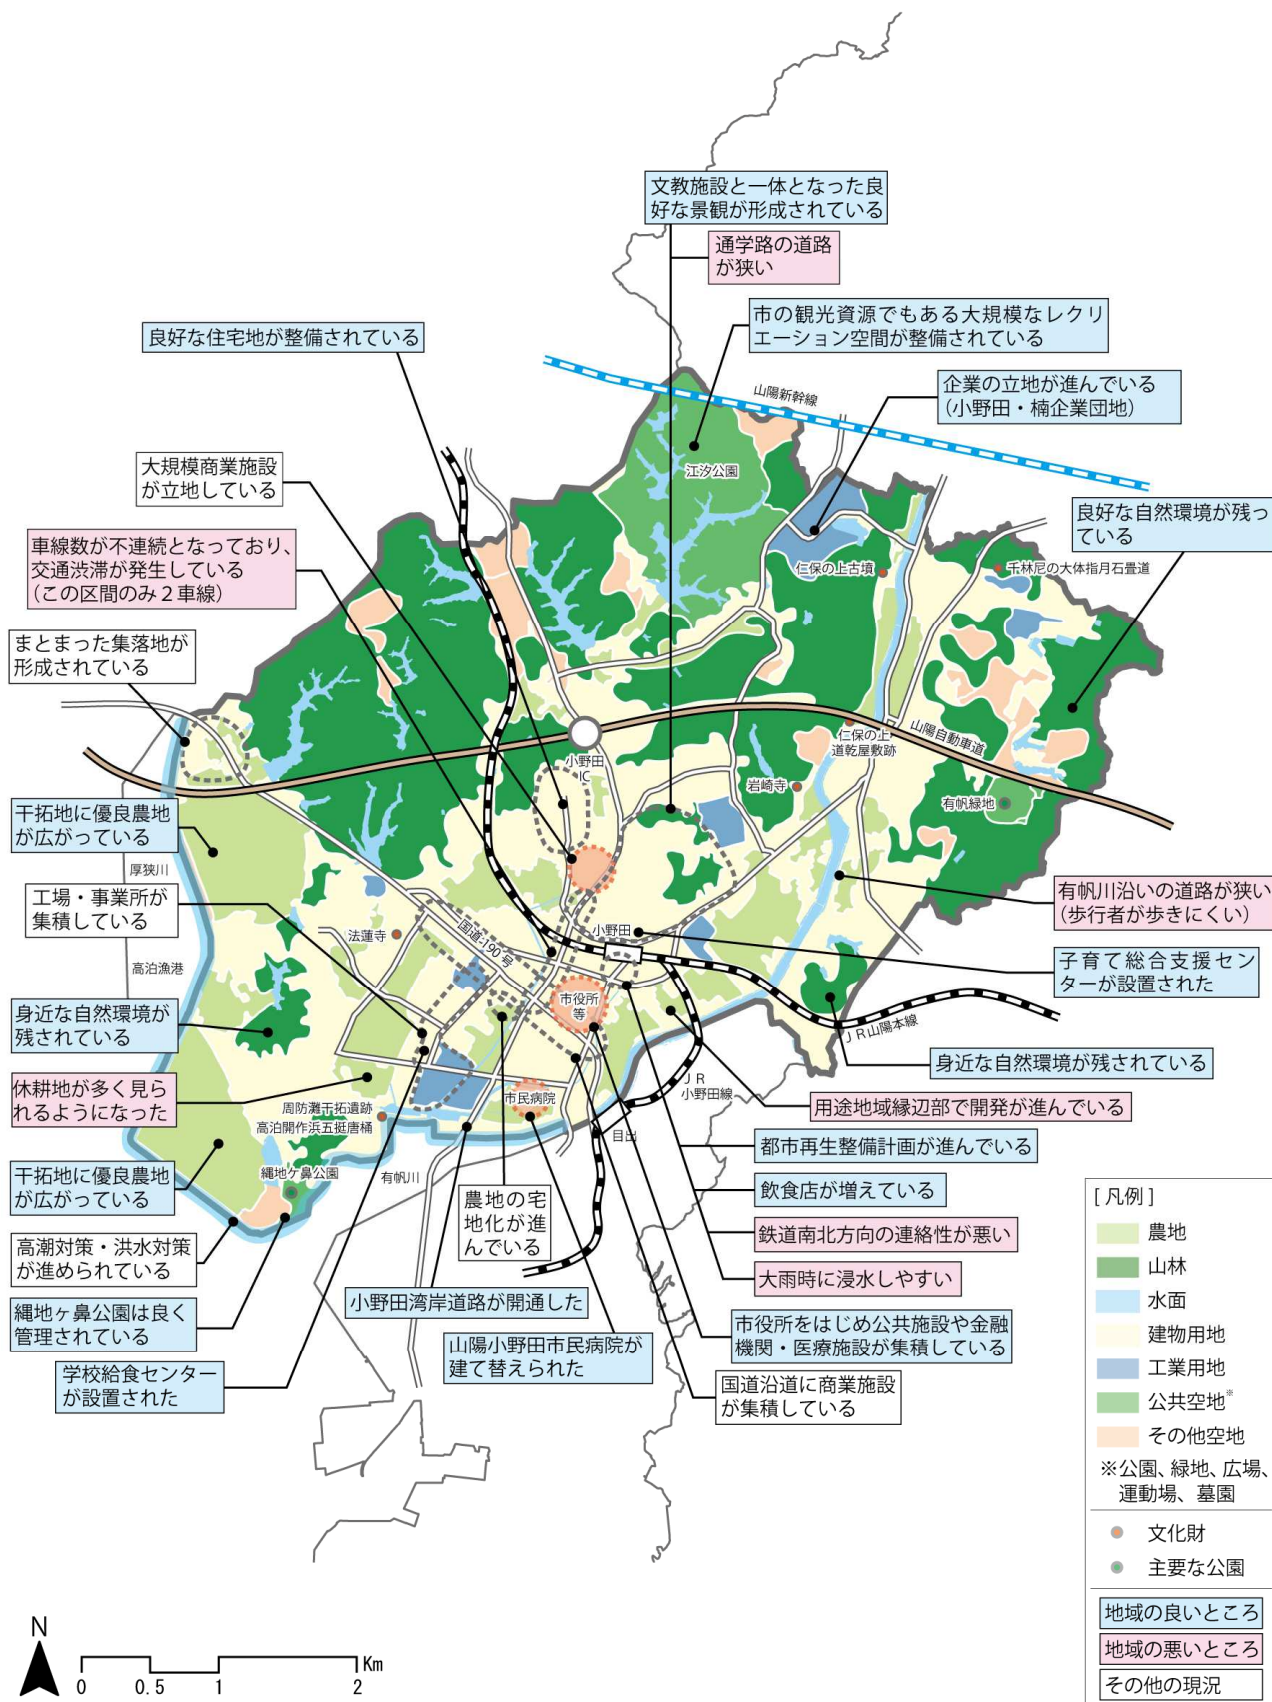 文教施設と一体となった良
好な景観が形成されている
通学路の道路
が狭い
市の観光資源でもある大規模なレクリ
エーション空間が整備されている
良好な住宅地が整備されている
山陽新幹線
企業の立地が進んでいる
(小野田・楠企業団地)
大規模商業施設
が立地している
江汐公園
良好な自然環境が残っ
ている
車線数が不連続となっており、
交通渋滞が発生している
(この区間のみ2車線)
仁保の上古墳
千林尼の大体指月石畳道
まとまった集落地が
形成されている
仁保の上
道乾屋敷跡
山陽自動車道
小野田
IC
岩崎寺
有帆緑地
干拓地に優良農地
が広がっている
厚狭川
工場・事業所が
集積している
有帆川沿いの道路が狭い
(歩行者が歩きにくい)
法蓮寺
国道190号
小野田
高泊漁港
子育て総合支援セン
ターが設置された
市役所
等
身近な自然環境が
残されている
JR山陽本線
身近な自然環境が残されている
休耕地が多く見ら
れるようになった
JR
小野田線
市民病院
用途地域縁辺部で開発が進んでいる
周防灘干拓遺跡
高泊開作浜五挺唐樋
目出
都市再生整備計画が進んでいる
干拓地に優良農地
が広がっている
縄地ケ鼻公園
有帆川
飲食店が増えている
農地の宅
地化が進
んでいる
鉄道南北方向の連絡性が悪い
高潮対策・洪水対策
が進められている
大雨時に浸水しやすい
小野田湾岸道路が開通した
縄地ヶ鼻公園は良く
管理されている
市役所をはじめ公共施設や金融
機関・医療施設が集積している
山陽小野田市民病院が
建て替えられた
学校給食センター
が設置された
国道沿道に商業施設
が集積している
[凡例]
農地
山林
水面
建物用地
工業用地
公共空地※
その他空地
※公園、緑地、広場、
運動場、墓園
文化財
主要な公園
地域の良いところ
地域の悪いところ
その他の現況
N
Km
0 0.5 1 2